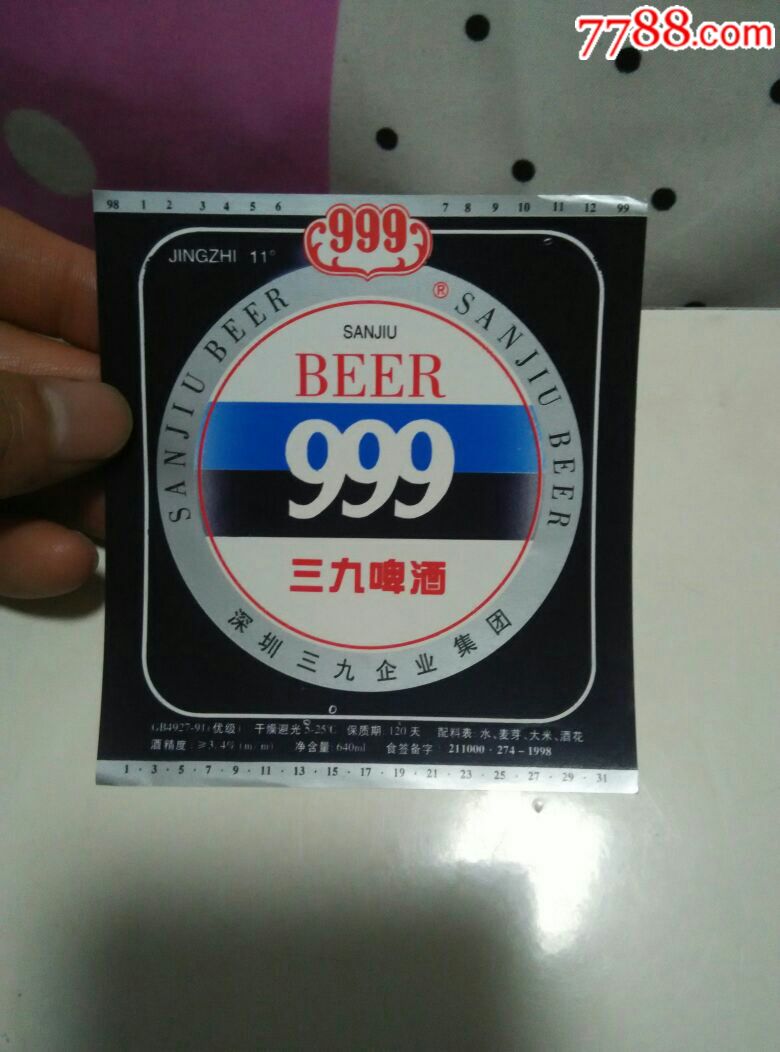 7788.com
98 1 2 3 4 5 6 7 8 9 10 11 12 99
999
JINGZHI 11°
®
SANJIU BEER SANJIU BEER
SANJIU
BEER
999
三九啤酒
深圳三九企业集团
GB4927-91(优级) 干燥避光5-25℃ 保质期:120天 配料表:水、麦芽、大米、酒花
酒精度:≥3.4%(m/m) 净含量:640ml 食签备字:211000·274-1998
1·3·5·7·9·11·13·15·17·19·21·23·25·27·29·31